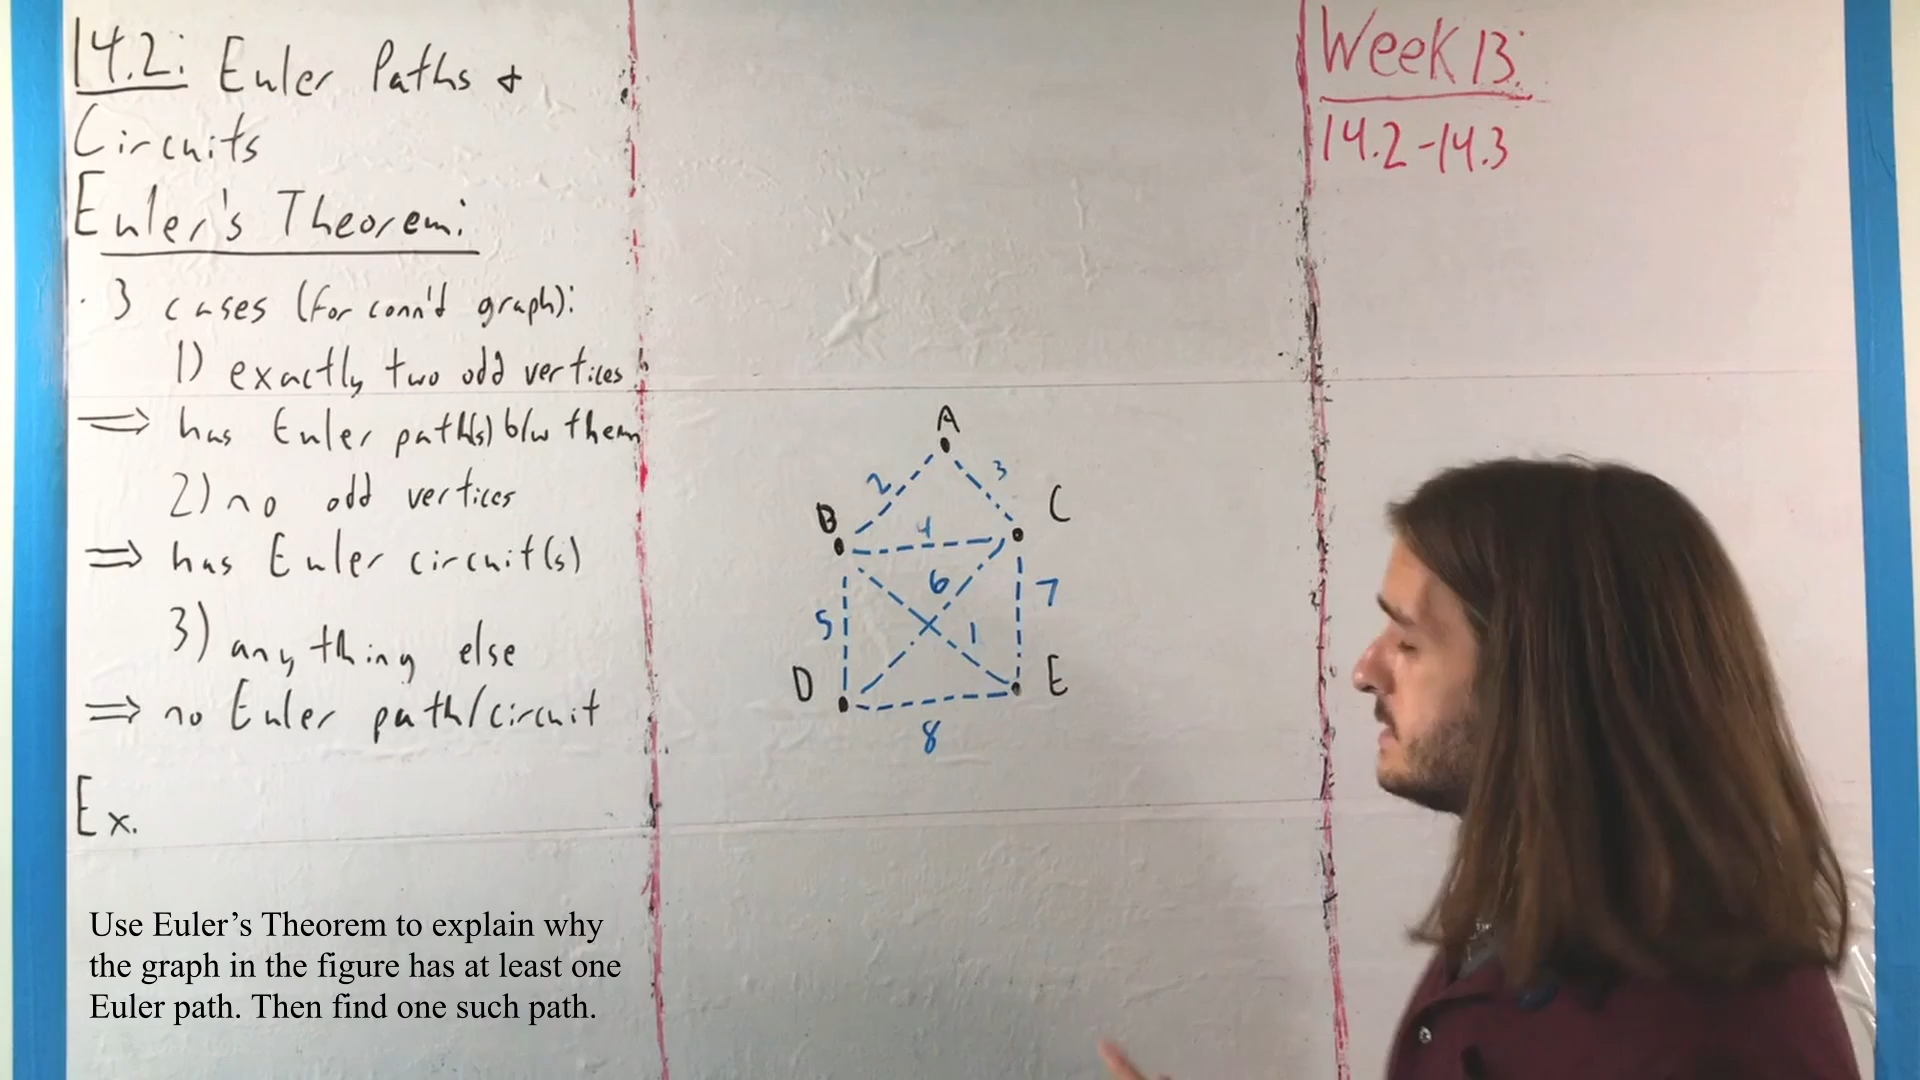 14.2: Euler Paths &
Circuits
Euler's Theorem:
· 3 cases (for conn'd graph):
1) exactly two odd vertices
⇒ has Euler path(s) b/w them
2) no odd vertices
⇒ has Euler circuit(s)
3) anything else
⇒ no Euler path/circuit
Ex.
Use Euler’s Theorem to explain why
the graph in the figure has at least one
Euler path. Then find one such path.
A
2 3
B C
4
6
5 1 7
D E
8
Week 13:
14.2-14.3